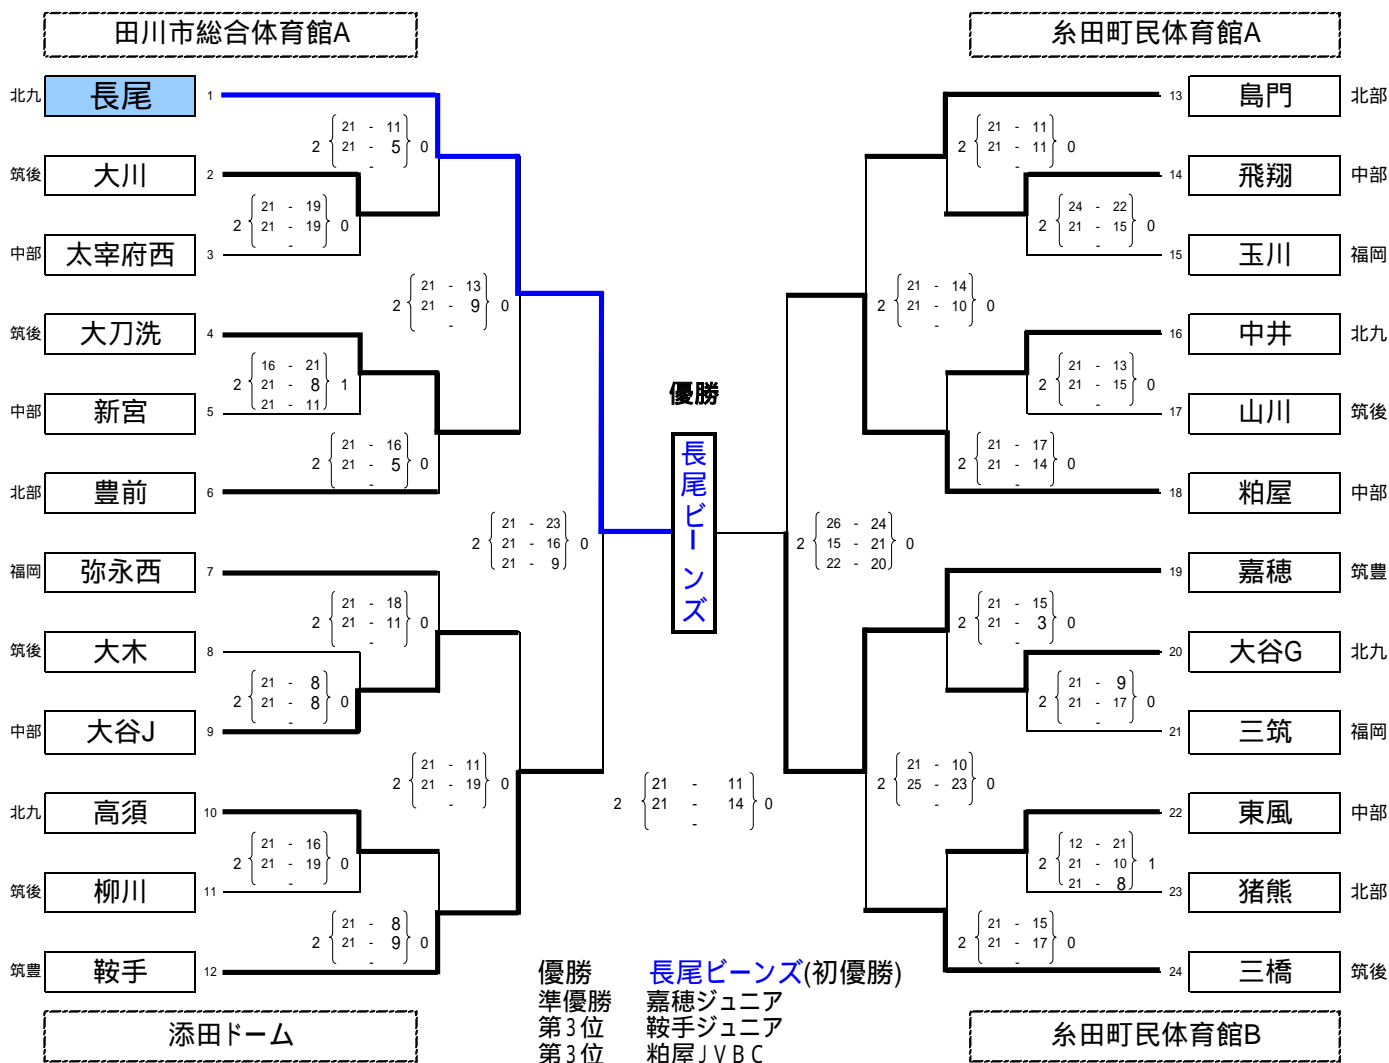 田川市総合体育館A
糸田町民体育館A
北九 長尾 1
21 - 11
2 21 - 5 0
-
筑後 大川 2
21 - 19
2 21 - 19 0
-
中部 太宰府西 3
21 - 13
2 21 - 9 0
-
筑後 大刀洗 4
16 - 21
2 21 - 8 1
21 - 11
中部 新宮 5
21 - 16
2 21 - 5 0
-
北部 豊前 6
21 - 23
2 21 - 16 0
21 - 9
福岡 弥永西 7
21 - 18
2 21 - 11 0
-
筑後 大木 8
21 - 8
2 21 - 8 0
-
中部 大谷J 9
21 - 11
2 21 - 19 0
-
北九 高須 10
21 - 16
2 21 - 19 0
-
筑後 柳川 11
21 - 8
2 21 - 9 0
-
筑豊 鞍手 12
添田ドーム
優勝
長尾ビーンズ
21 - 11
2 21 - 14 0
-
13 島門 北部
21 - 11
2 21 - 11 0
-
14 飛翔 中部
24 - 22
2 21 - 15 0
-
15 玉川 福岡
21 - 14
2 21 - 10 0
-
16 中井 北九
21 - 13
2 21 - 15 0
-
17 山川 筑後
21 - 17
2 21 - 14 0
-
18 粕屋 中部
26 - 24
2 15 - 21 0
22 - 20
19 嘉穂 筑豊
21 - 15
2 21 - 3 0
-
20 大谷G 北九
21 - 9
2 21 - 17 0
-
21 三筑 福岡
21 - 10
2 25 - 23 0
-
22 東風 中部
12 - 21
2 21 - 10 1
21 - 8
23 猪熊 北部
21 - 15
2 21 - 17 0
-
24 三橋 筑後
糸田町民体育館B
優勝 長尾ビーンズ(初優勝)
準優勝 嘉穂ジュニア
第3位 鞍手ジュニア
第3位 粕屋JVBC